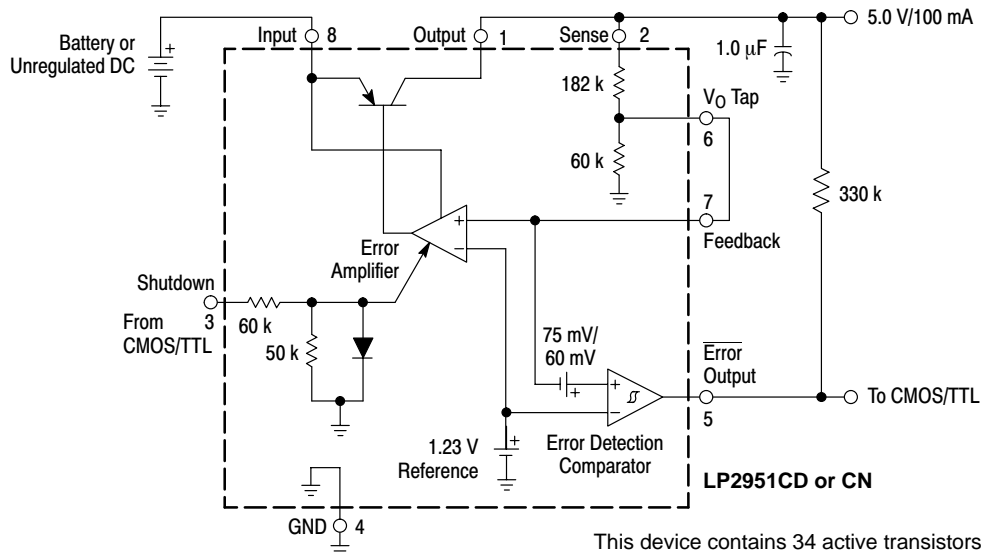 5.0 V/100 mA
Battery or
Unregulated DC
+
Input 8
Output 1
Sense 2
1.0 μF
182 k
VO Tap
6
60 k
7
Feedback
330 k
+
−
Error
Amplifier
Shutdown
3
From
CMOS/TTL
60 k
50 k
75 mV/
60 mV
+
+
−
Error
Output
5
To CMOS/TTL
1.23 V
Reference
+
Error Detection
Comparator
LP2951CD or CN
GND 4
This device contains 34 active transistors